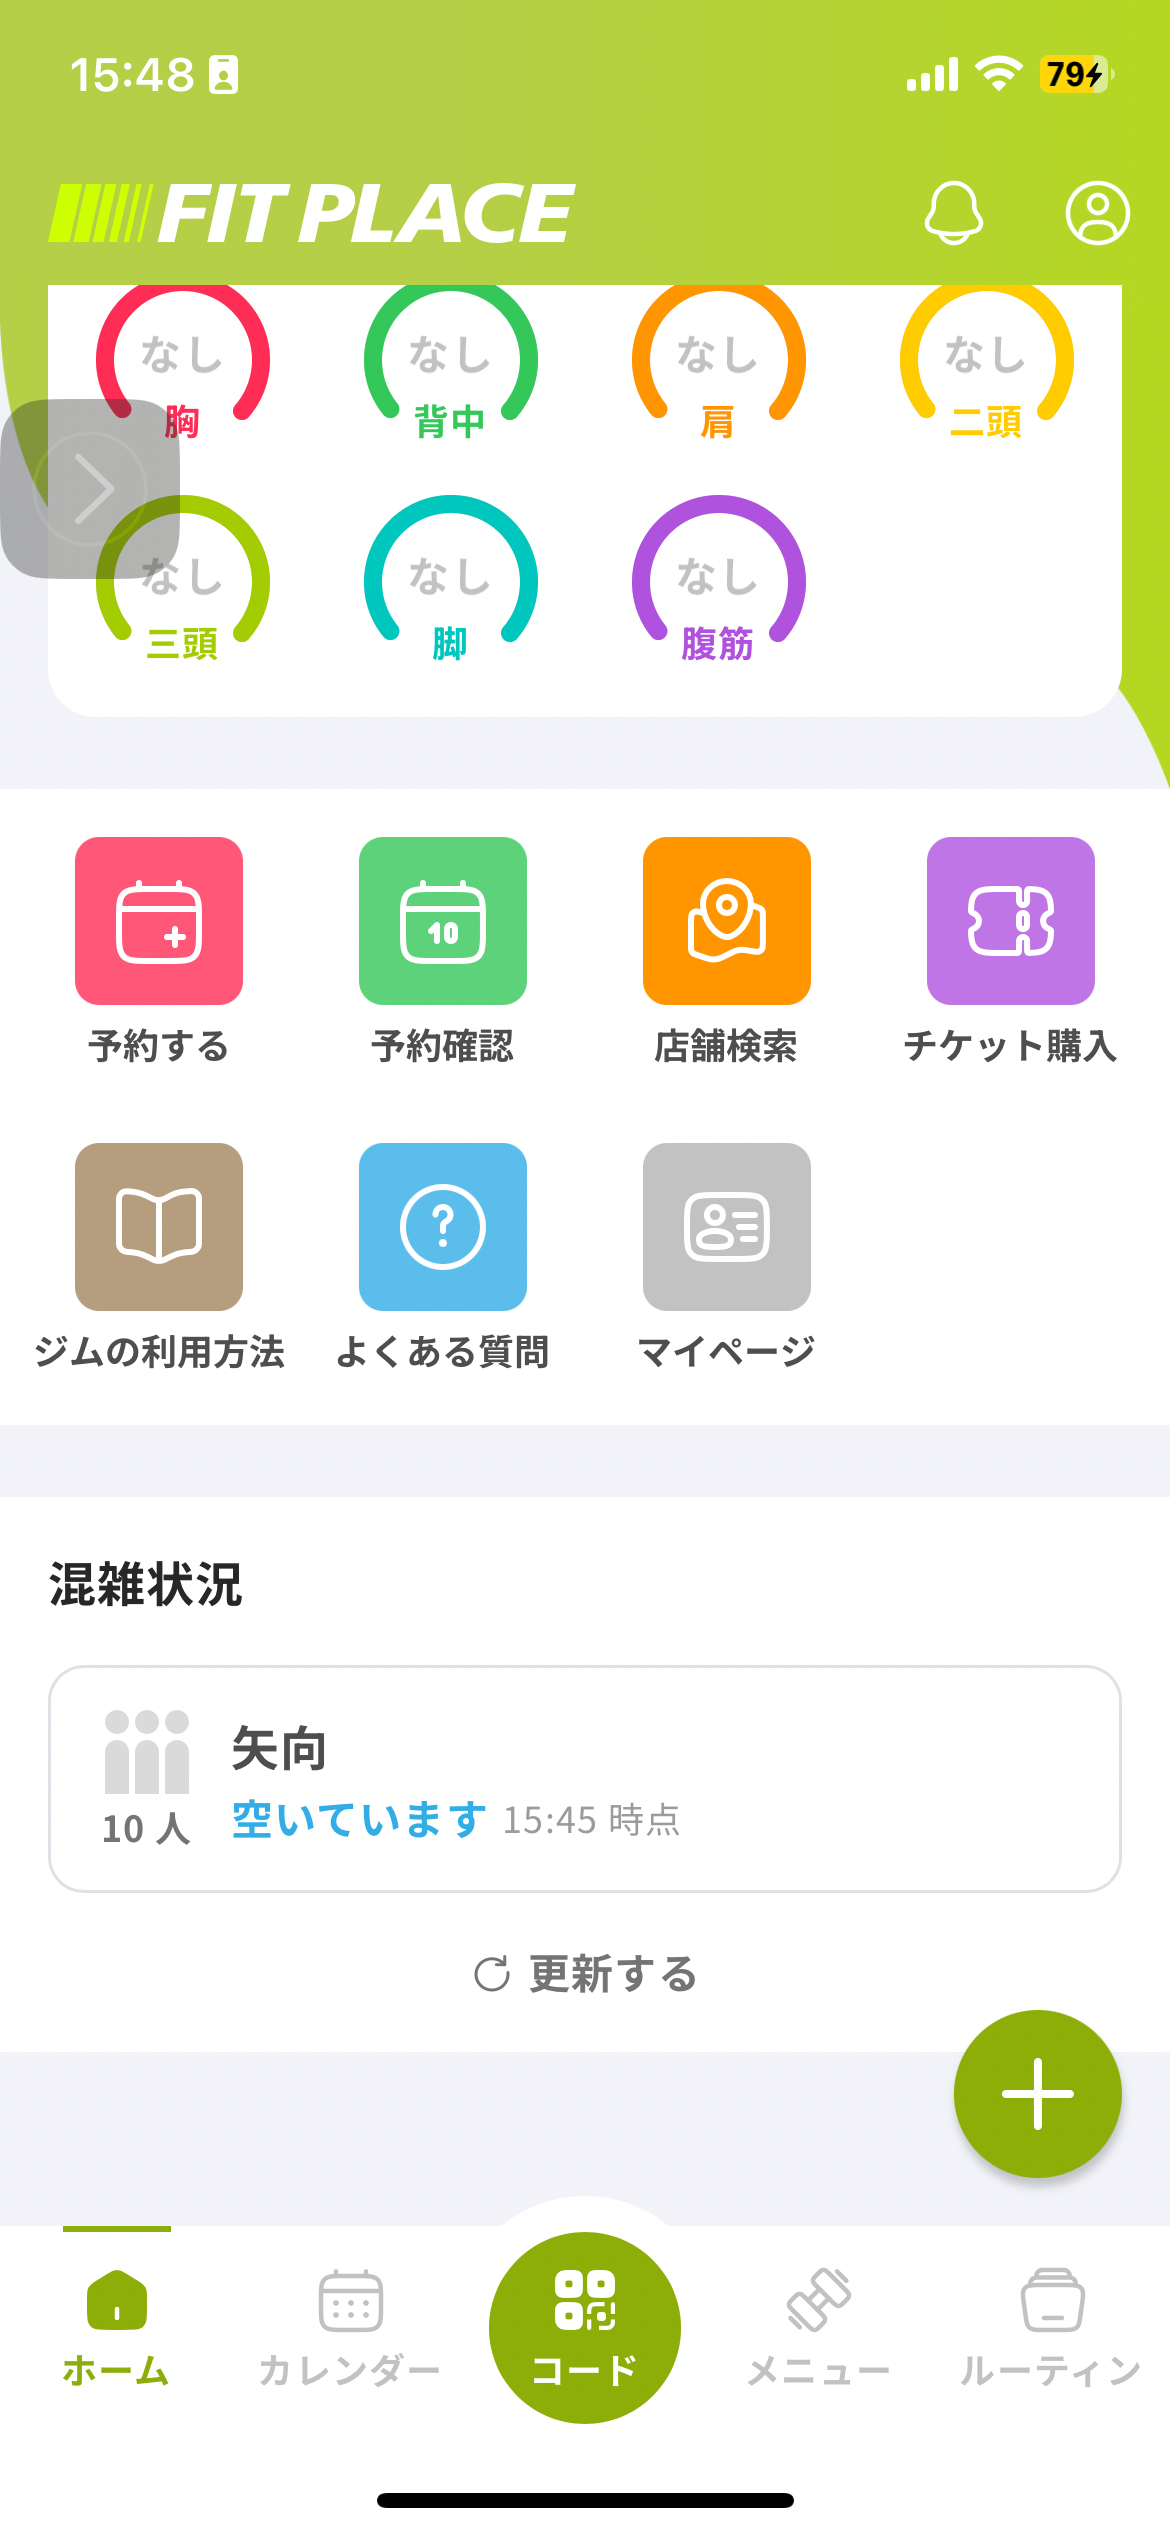 15:48
79
FIT PLACE
なし なし なし なし
胸 背中 肩 二頭
なし なし なし
三頭 脚 腹筋
10
予約する 予約確認 店舗検索 チケット購入
?
ジムの利用方法 よくある質問 マイページ
混雑状況
矢向
10 人
空いています 15:45 時点
更新する
ホーム カレンダー コード メニュー ルーティン